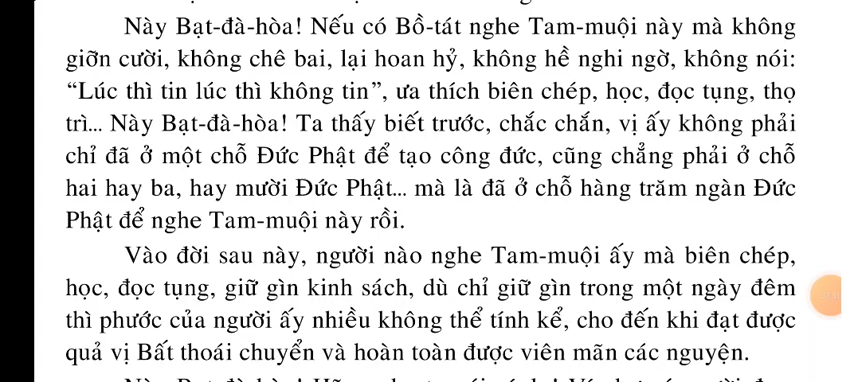 Này Bạt-đà-hòa! Nếu có Bồ-tát nghe Tam-muội này mà không
giỡn cười, không chê bai, lại hoan hỷ, không hề nghi ngờ, không nói:
“Lúc thì tin lúc thì không tin”, ưa thích biên chép, học, đọc tụng, thọ
trì... Này Bạt-đà-hòa! Ta thấy biết trước, chắc chắn, vị ấy không phải
chỉ đã ở một chỗ Đức Phật để tạo công đức, cũng chẳng phải ở chỗ
hai hay ba, hay mười Đức Phật... mà là đã ở chỗ hàng trăm ngàn Đức
Phật để nghe Tam-muội này rồi.
Vào đời sau này, người nào nghe Tam-muội ấy mà biên chép,
học, đọc tụng, giữ gìn kinh sách, dù chỉ giữ gìn trong một ngày đêm
thì phước của người ấy nhiều không thể tính kể, cho đến khi đạt được
quả vị Bất thoái chuyển và hoàn toàn được viên mãn các nguyện.